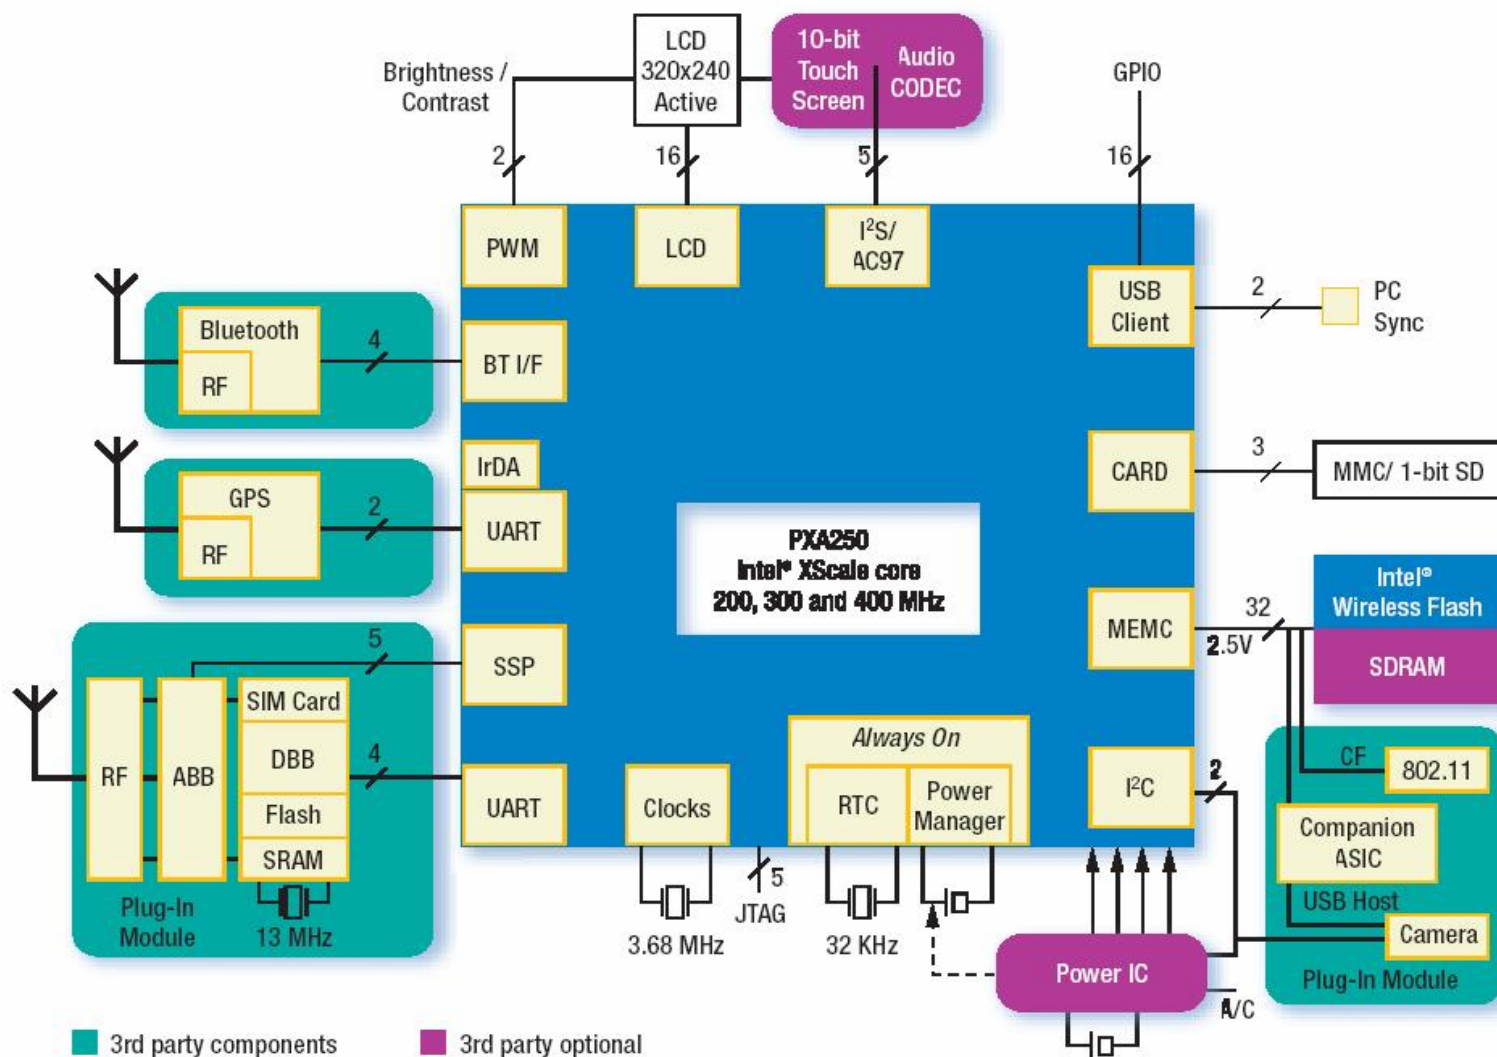 LCD
320x240
Active
10-bit
Touch
Screen
Audio
CODEC
Brightness /
Contrast
GPIO
2
16
5
16
PWM
LCD
I²S/
AC97
USB
Client
2
PC
Sync
Bluetooth
RF
4
BT I/F
IrDA
GPS
RF
2
UART
CARD
3
MMC/ 1-bit SD
PXA250
Intel® XScale core
200, 300 and 400 MHz
Intel®
Wireless Flash
MEMC
32
2.5V
SDRAM
5
SSP
SIM Card
RF
ABB
DBB
4
Flash
SRAM
UART
Plug-In
Module
13 MHz
Clocks
3.68 MHz
5
JTAG
Always On
RTC
Power
Manager
32 KHz
I²C
2
CF
802.11
Companion
ASIC
USB Host
Camera
Plug-In Module
Power IC
A/C
3rd party components
3rd party optional